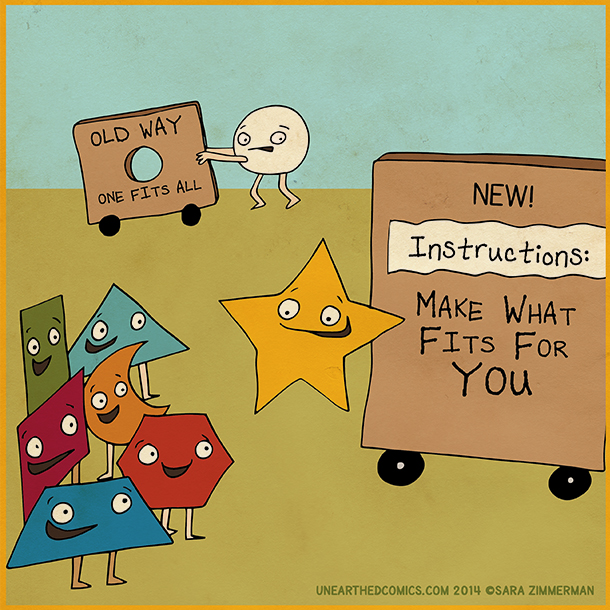 OLD WAY
ONE FITS ALL
NEW!
Instructions:
MAKE WHAT
FITS FOR
YOU
UNEARTHEDCOMICS.COM 2014 ©SARA ZIMMERMAN